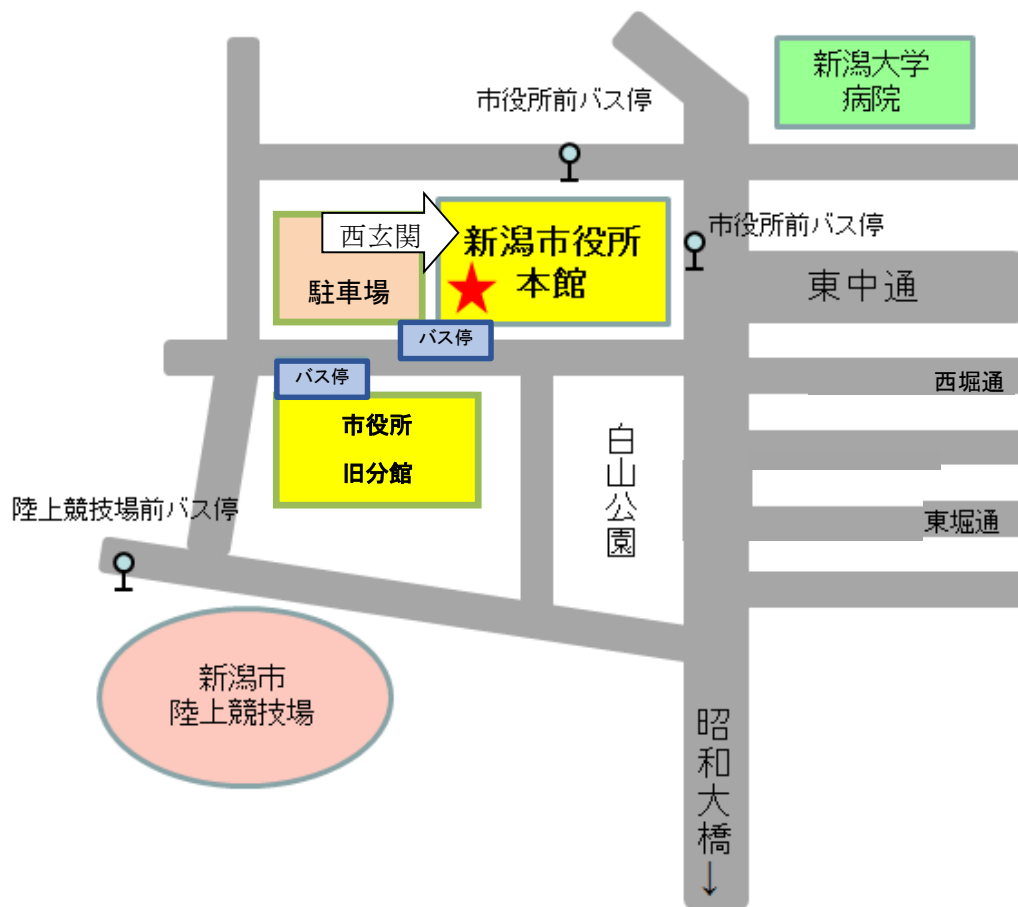 新潟大学
病院
市役所前バス停
西玄関
新潟市役所
本館
市役所前バス停
駐車場
東中通
バス停
バス停
西堀通
市役所
旧分館
白山公園
陸上競技場前バス停
東堀通
新潟市
陸上競技場
昭和大橋↓